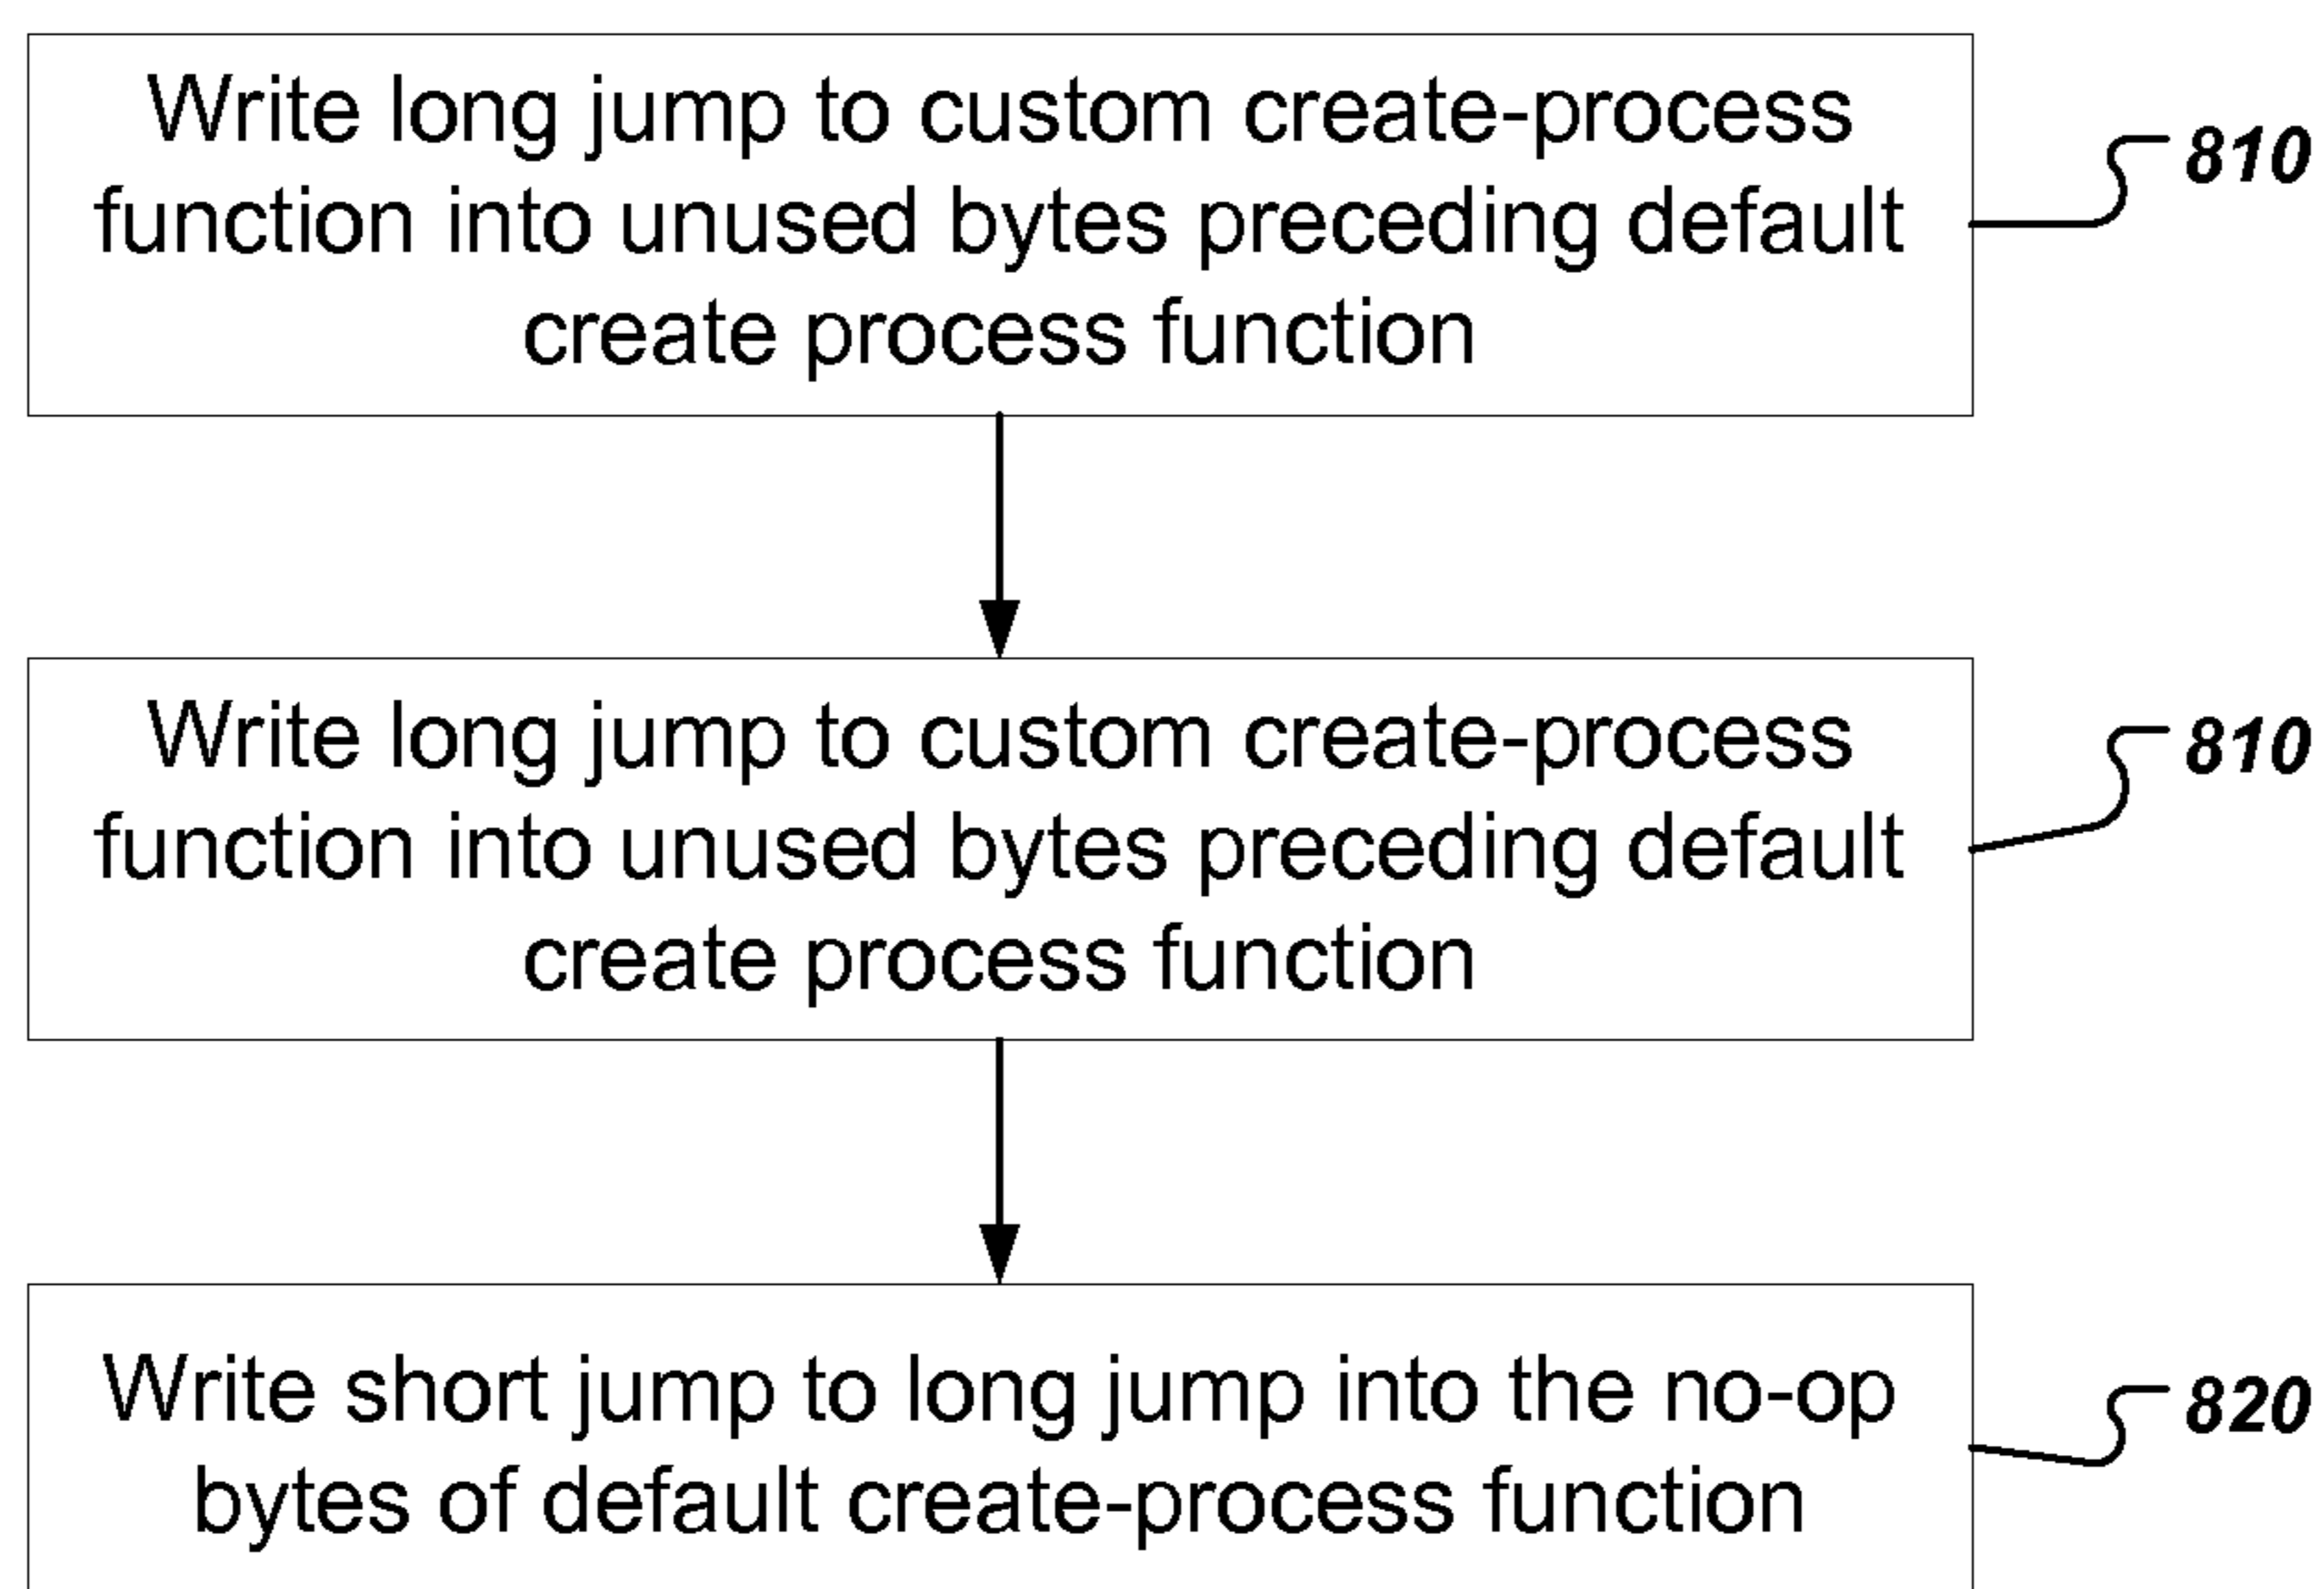 Write long jump to custom create-process
function into unused bytes preceding default
create process function
810
Write long jump to custom create-process
function into unused bytes preceding default
create process function
810
Write short jump to long jump into the no-op
bytes of default create-process function
820